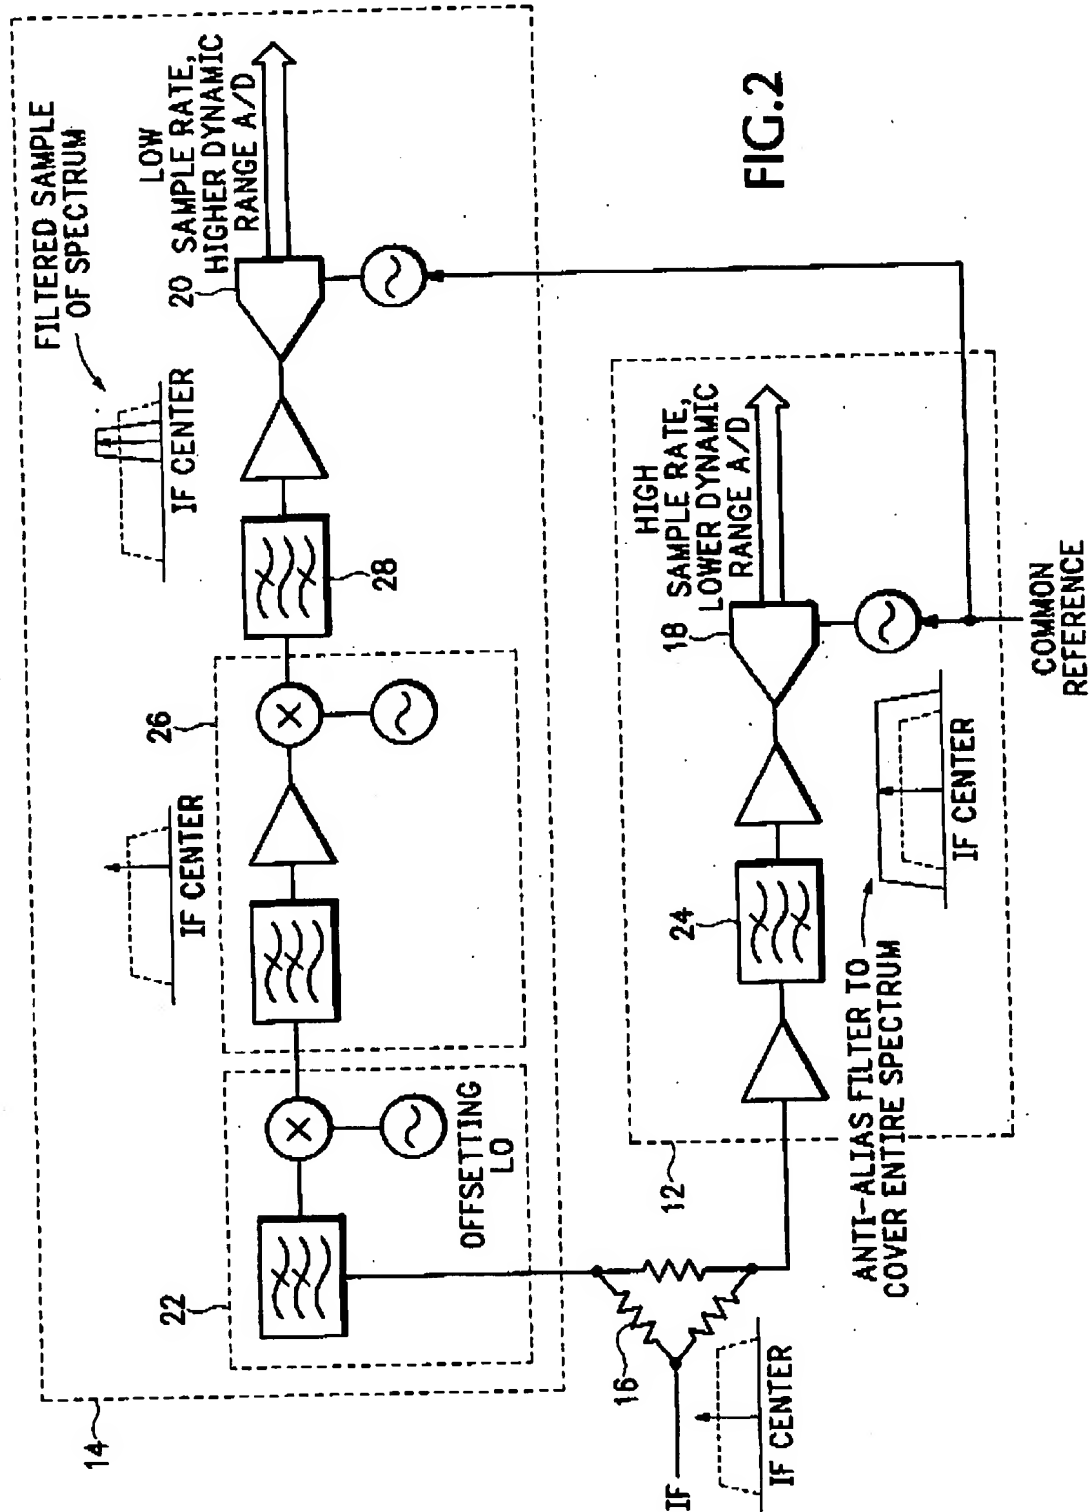 14
22
OFFSETTING
LO
26
IF CENTER
28
IF CENTER
FILTERED SAMPLE
OF SPECTRUM
20
LOW
SAMPLE RATE,
HIGHER DYNAMIC
RANGE A/D
IF
16
IF CENTER
12
24
ANTI-ALIAS FILTER TO
COVER ENTIRE SPECTRUM
IF CENTER
18
HIGH
SAMPLE RATE,
LOWER DYNAMIC
RANGE A/D
COMMON
REFERENCE
FIG.2